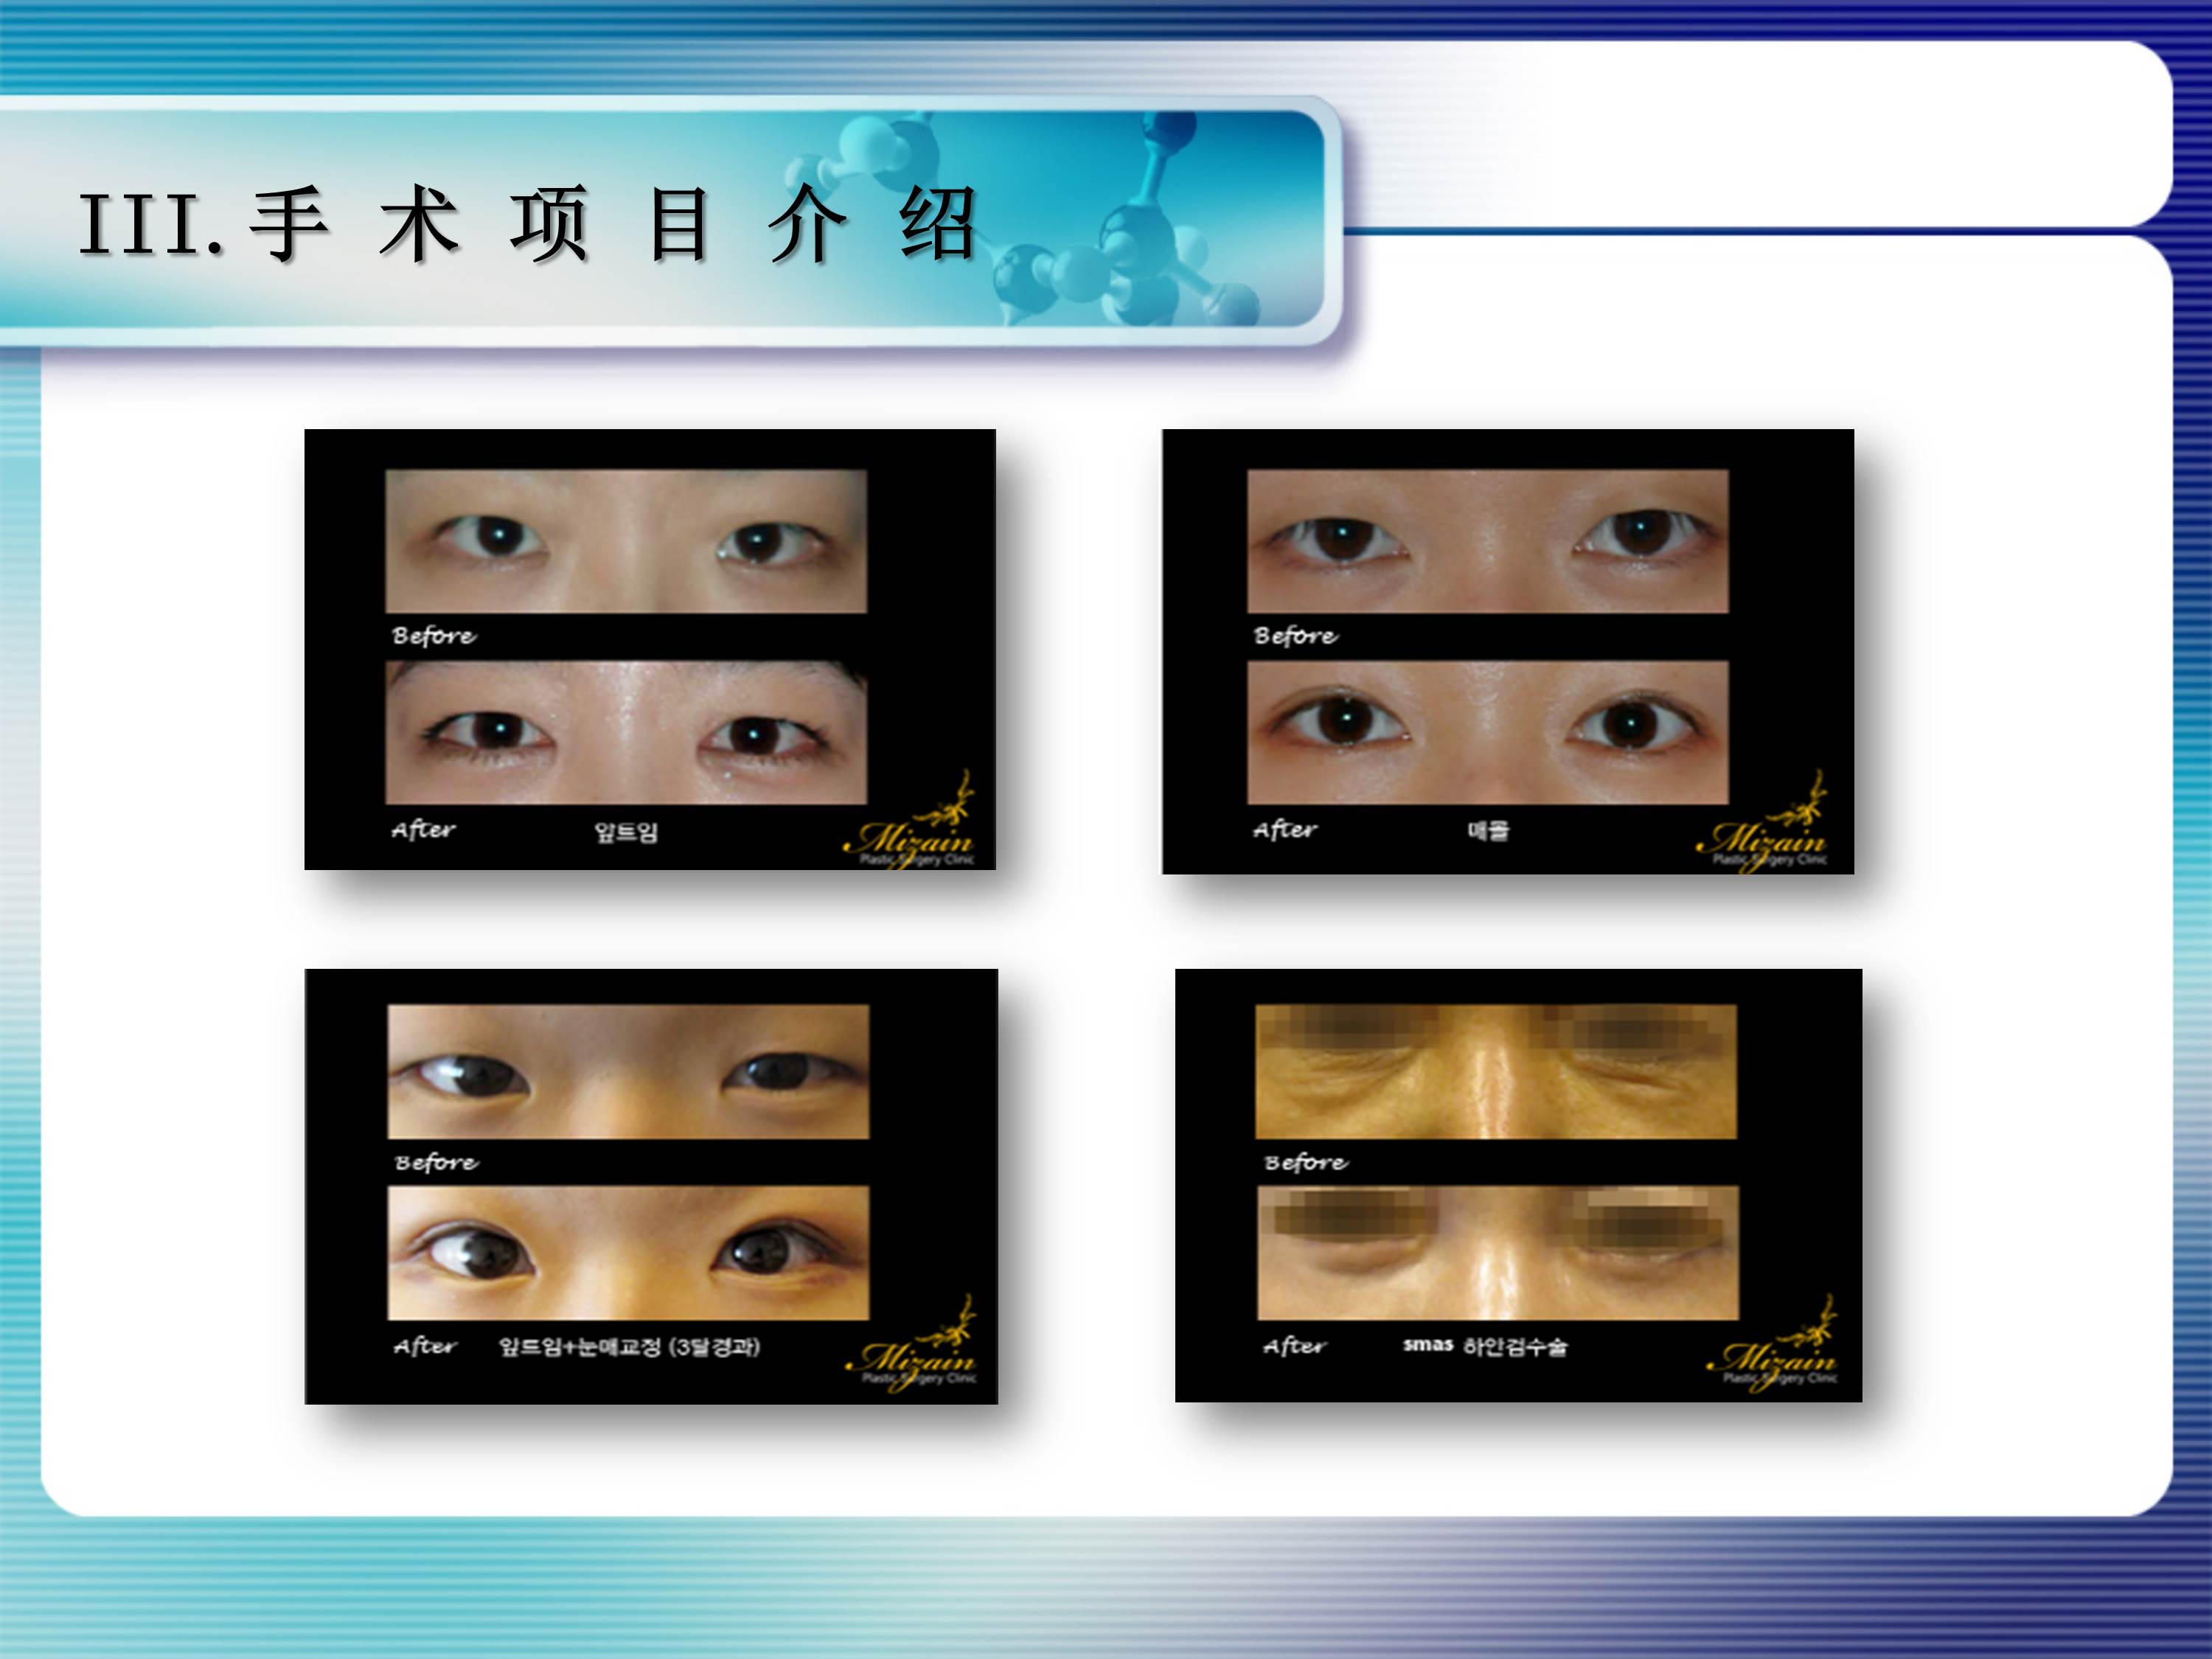 III.手术项目介绍
Before
After 앞트임
Mizain
Plastic Surgery Clinic
Before
After 매몰
Mizain
Plastic Surgery Clinic
Before
After 앞트임+눈매교정 (3달경과)
Mizain
Plastic Surgery Clinic
Before
After smas 하안검수술
Mizain
Plastic Surgery Clinic